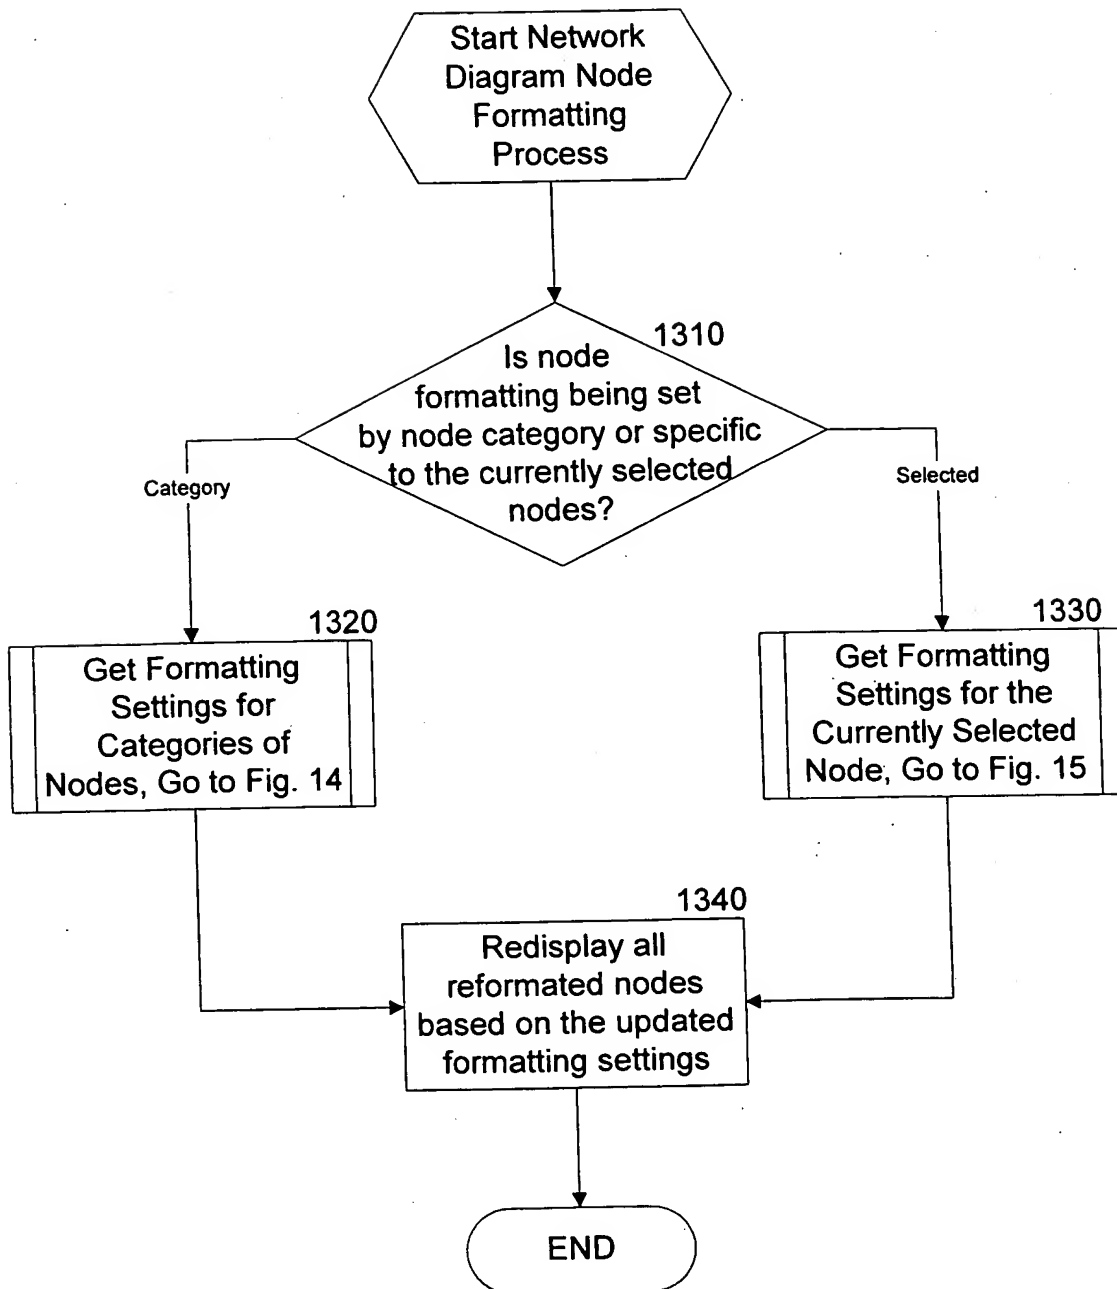 Start Network
Diagram Node
Formatting
Process
1310
Is node
formatting being set
by node category or specific
to the currently selected
nodes?
Category
Selected
1320
Get Formatting
Settings for
Categories of
Nodes, Go to Fig. 14
1330
Get Formatting
Settings for the
Currently Selected
Node, Go to Fig. 15
1340
Redisplay all
reformated nodes
based on the updated
formatting settings
END